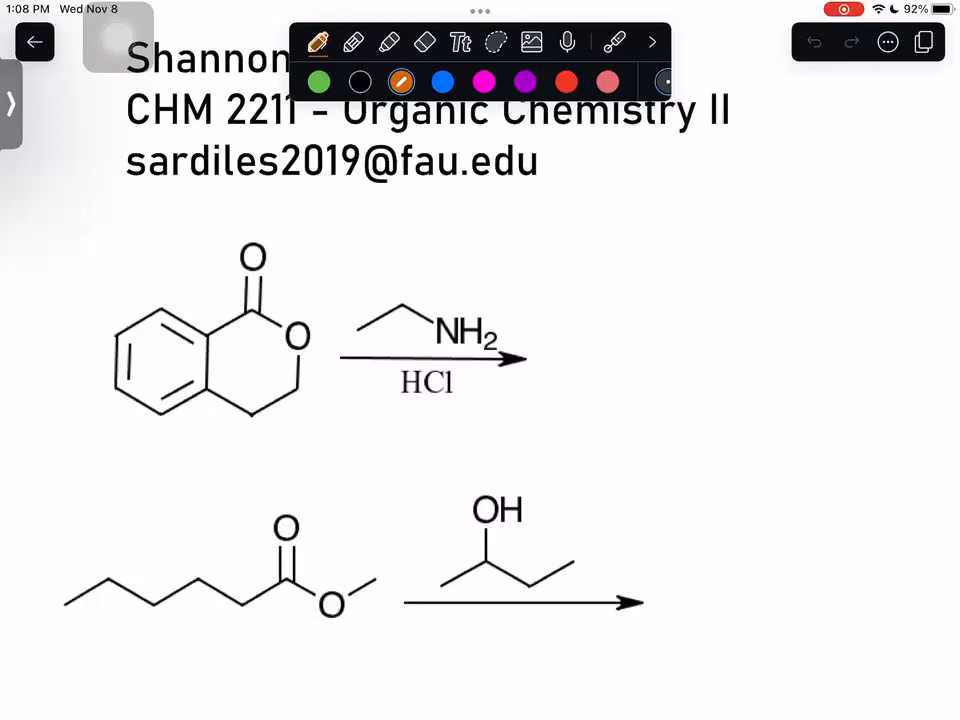 1:08 PM Wed Nov 8
92%
Tt
Shannon
CHM 2211 - Organic Chemistry II
sardiles2019@fau.edu
O
O
NH2
HCl
OH
O
O